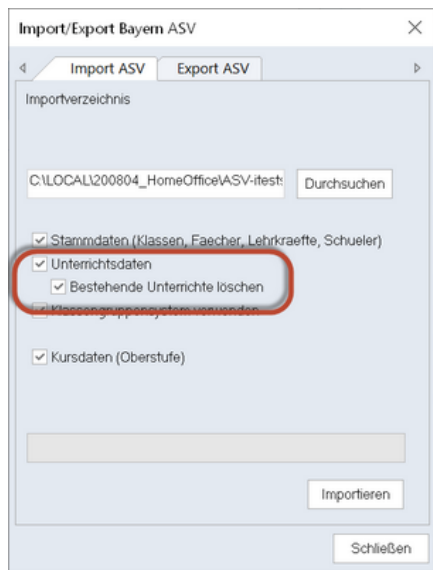 Import/Export Bayern ASV
Import ASV
Export ASV
Importverzeichnis
C:\LOCAL\200804_HomeOffice\ASV-itests
Durchsuchen
Stammdaten (Klassen, Faecher, Lehrkraefte, Schueler)
Unterrichtsdaten
Bestehende Unterrichte löschen
Klassengruppensystem verwenden
Kursdaten (Oberstufe)
Importieren
Schließen